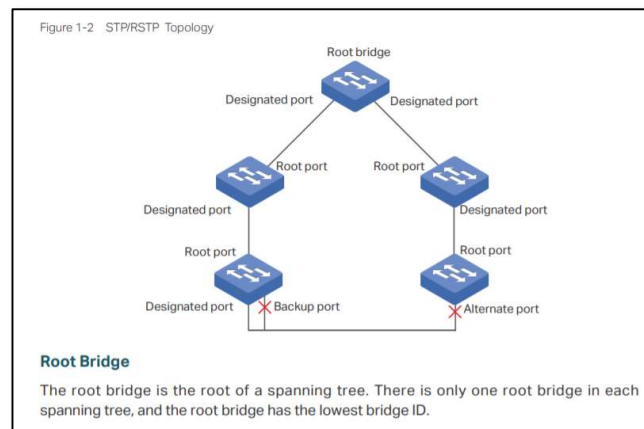 Figure 1-2 STP/RSTP Topology
Root bridge
Designated port
Designated port
Root port
Root port
Designated port
Designated port
Root port
Root port
Designated port
Backup port
Alternate port
Root Bridge
The root bridge is the root of a spanning tree. There is only one root bridge in each
spanning tree, and the root bridge has the lowest bridge ID.